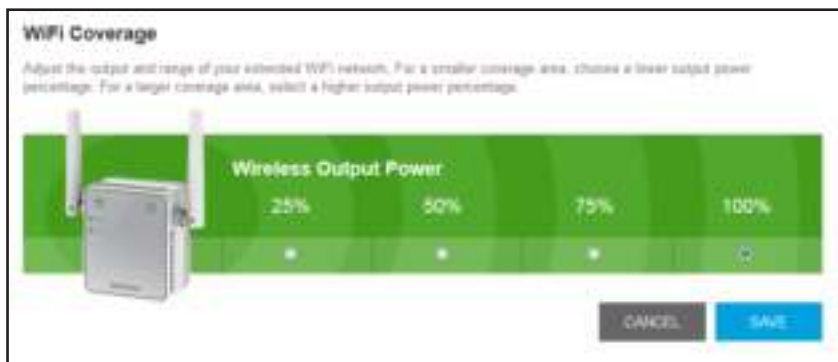 WiFi Coverage
Adjust the output and range of your extended WiFi network. For a smaller coverage area, choose a lower output power
percentage. For a larger coverage area, select a higher output power percentage.
Wireless Output Power
25%
50%
75%
100%
CANCEL
SAVE